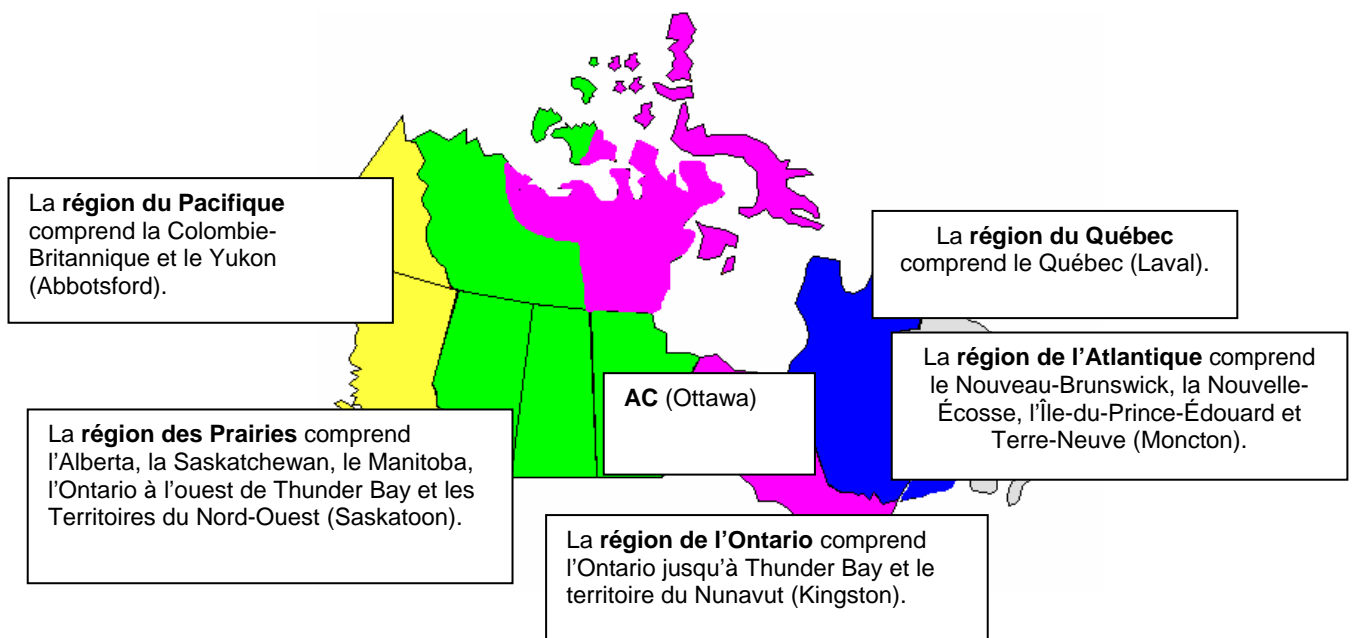 La région du Pacifique
comprend la Colombie-
Britannique et le Yukon
(Abbotsford).
La région du Québec
comprend le Québec (Laval).
La région de l’Atlantique comprend
le Nouveau-Brunswick, la Nouvelle-
Écosse, l’Île-du-Prince-Édouard et
Terre-Neuve (Moncton).
AC (Ottawa)
La région des Prairies comprend
l’Alberta, la Saskatchewan, le Manitoba,
l’Ontario à l’ouest de Thunder Bay et les
Territoires du Nord-Ouest (Saskatoon).
La région de l’Ontario comprend
l’Ontario jusqu’à Thunder Bay et le
territoire du Nunavut (Kingston).